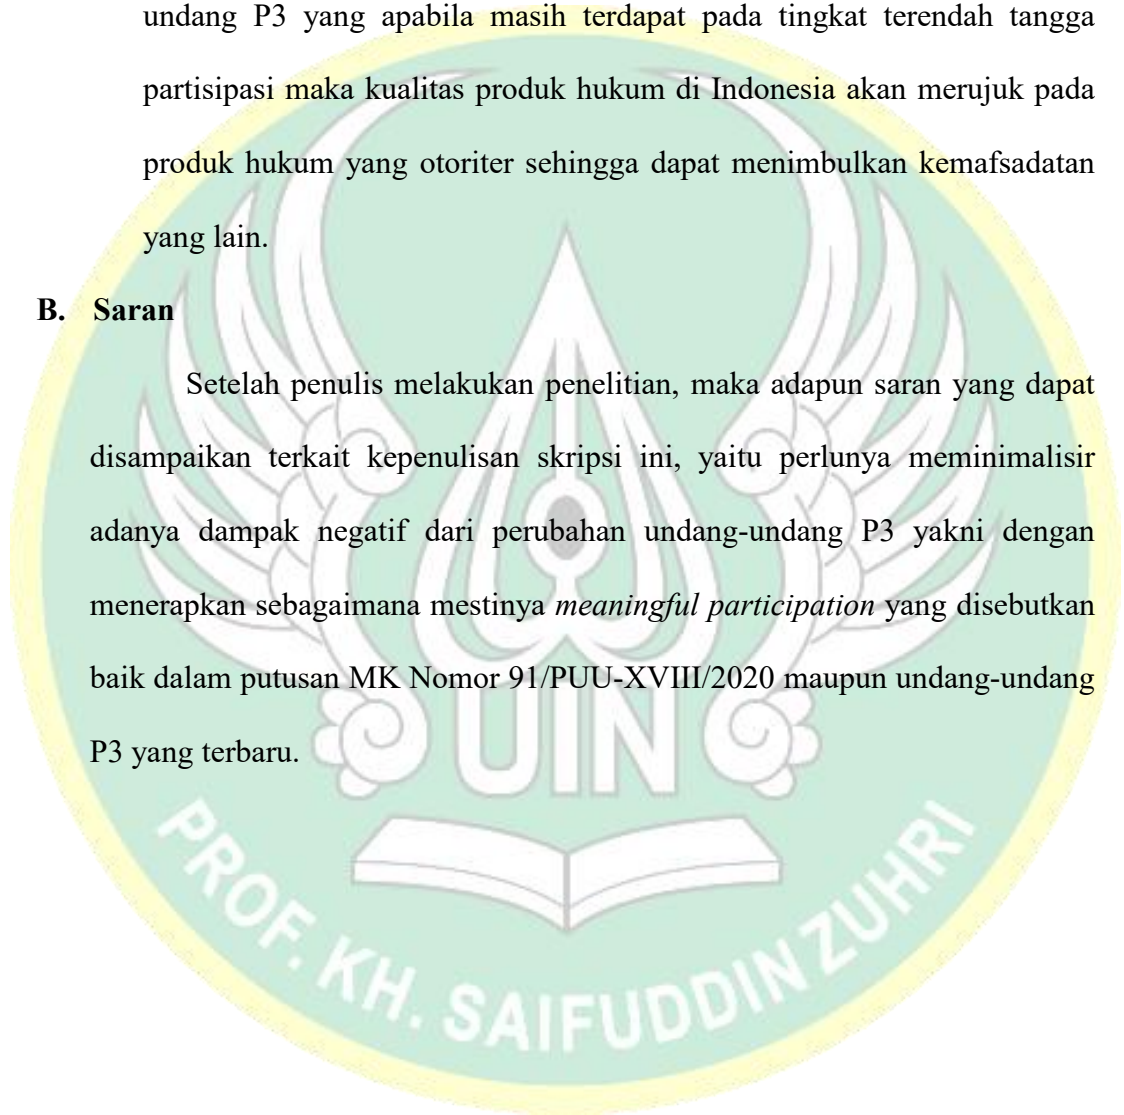 undang P3 yang apabila masih terdapat pada tingkat terendah tangga
partisipasi maka kualitas produk hukum di Indonesia akan merujuk pada
produk hukum yang otoriter sehingga dapat menimbulkan kemafsadatan
yang lain.
B. Saran
Setelah penulis melakukan penelitian, maka adapun saran yang dapat
disampaikan terkait kepenulisan skripsi ini, yaitu perlunya meminimalisir
adanya dampak negatif dari perubahan undang-undang P3 yakni dengan
menerapkan sebagaimana mestinya meaningful participation yang disebutkan
baik dalam putusan MK Nomor 91/PUU-XVIII/2020 maupun undang-undang
P3 yang terbaru.
UIN
PROF. KH. SAIFUDDIN ZUHRI